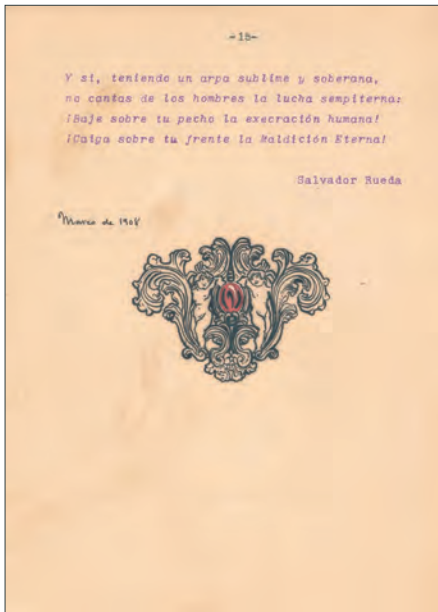 -18-
Y si, teniendo un arpa sublime y soberana,
no cantas de los hombres la lucha sempiterna:
¡Baje sobre tu pecho la execración humana!
¡Caiga sobre tu frente la Maldición Eterna!
Salvador Rueda
Marzo de 1908